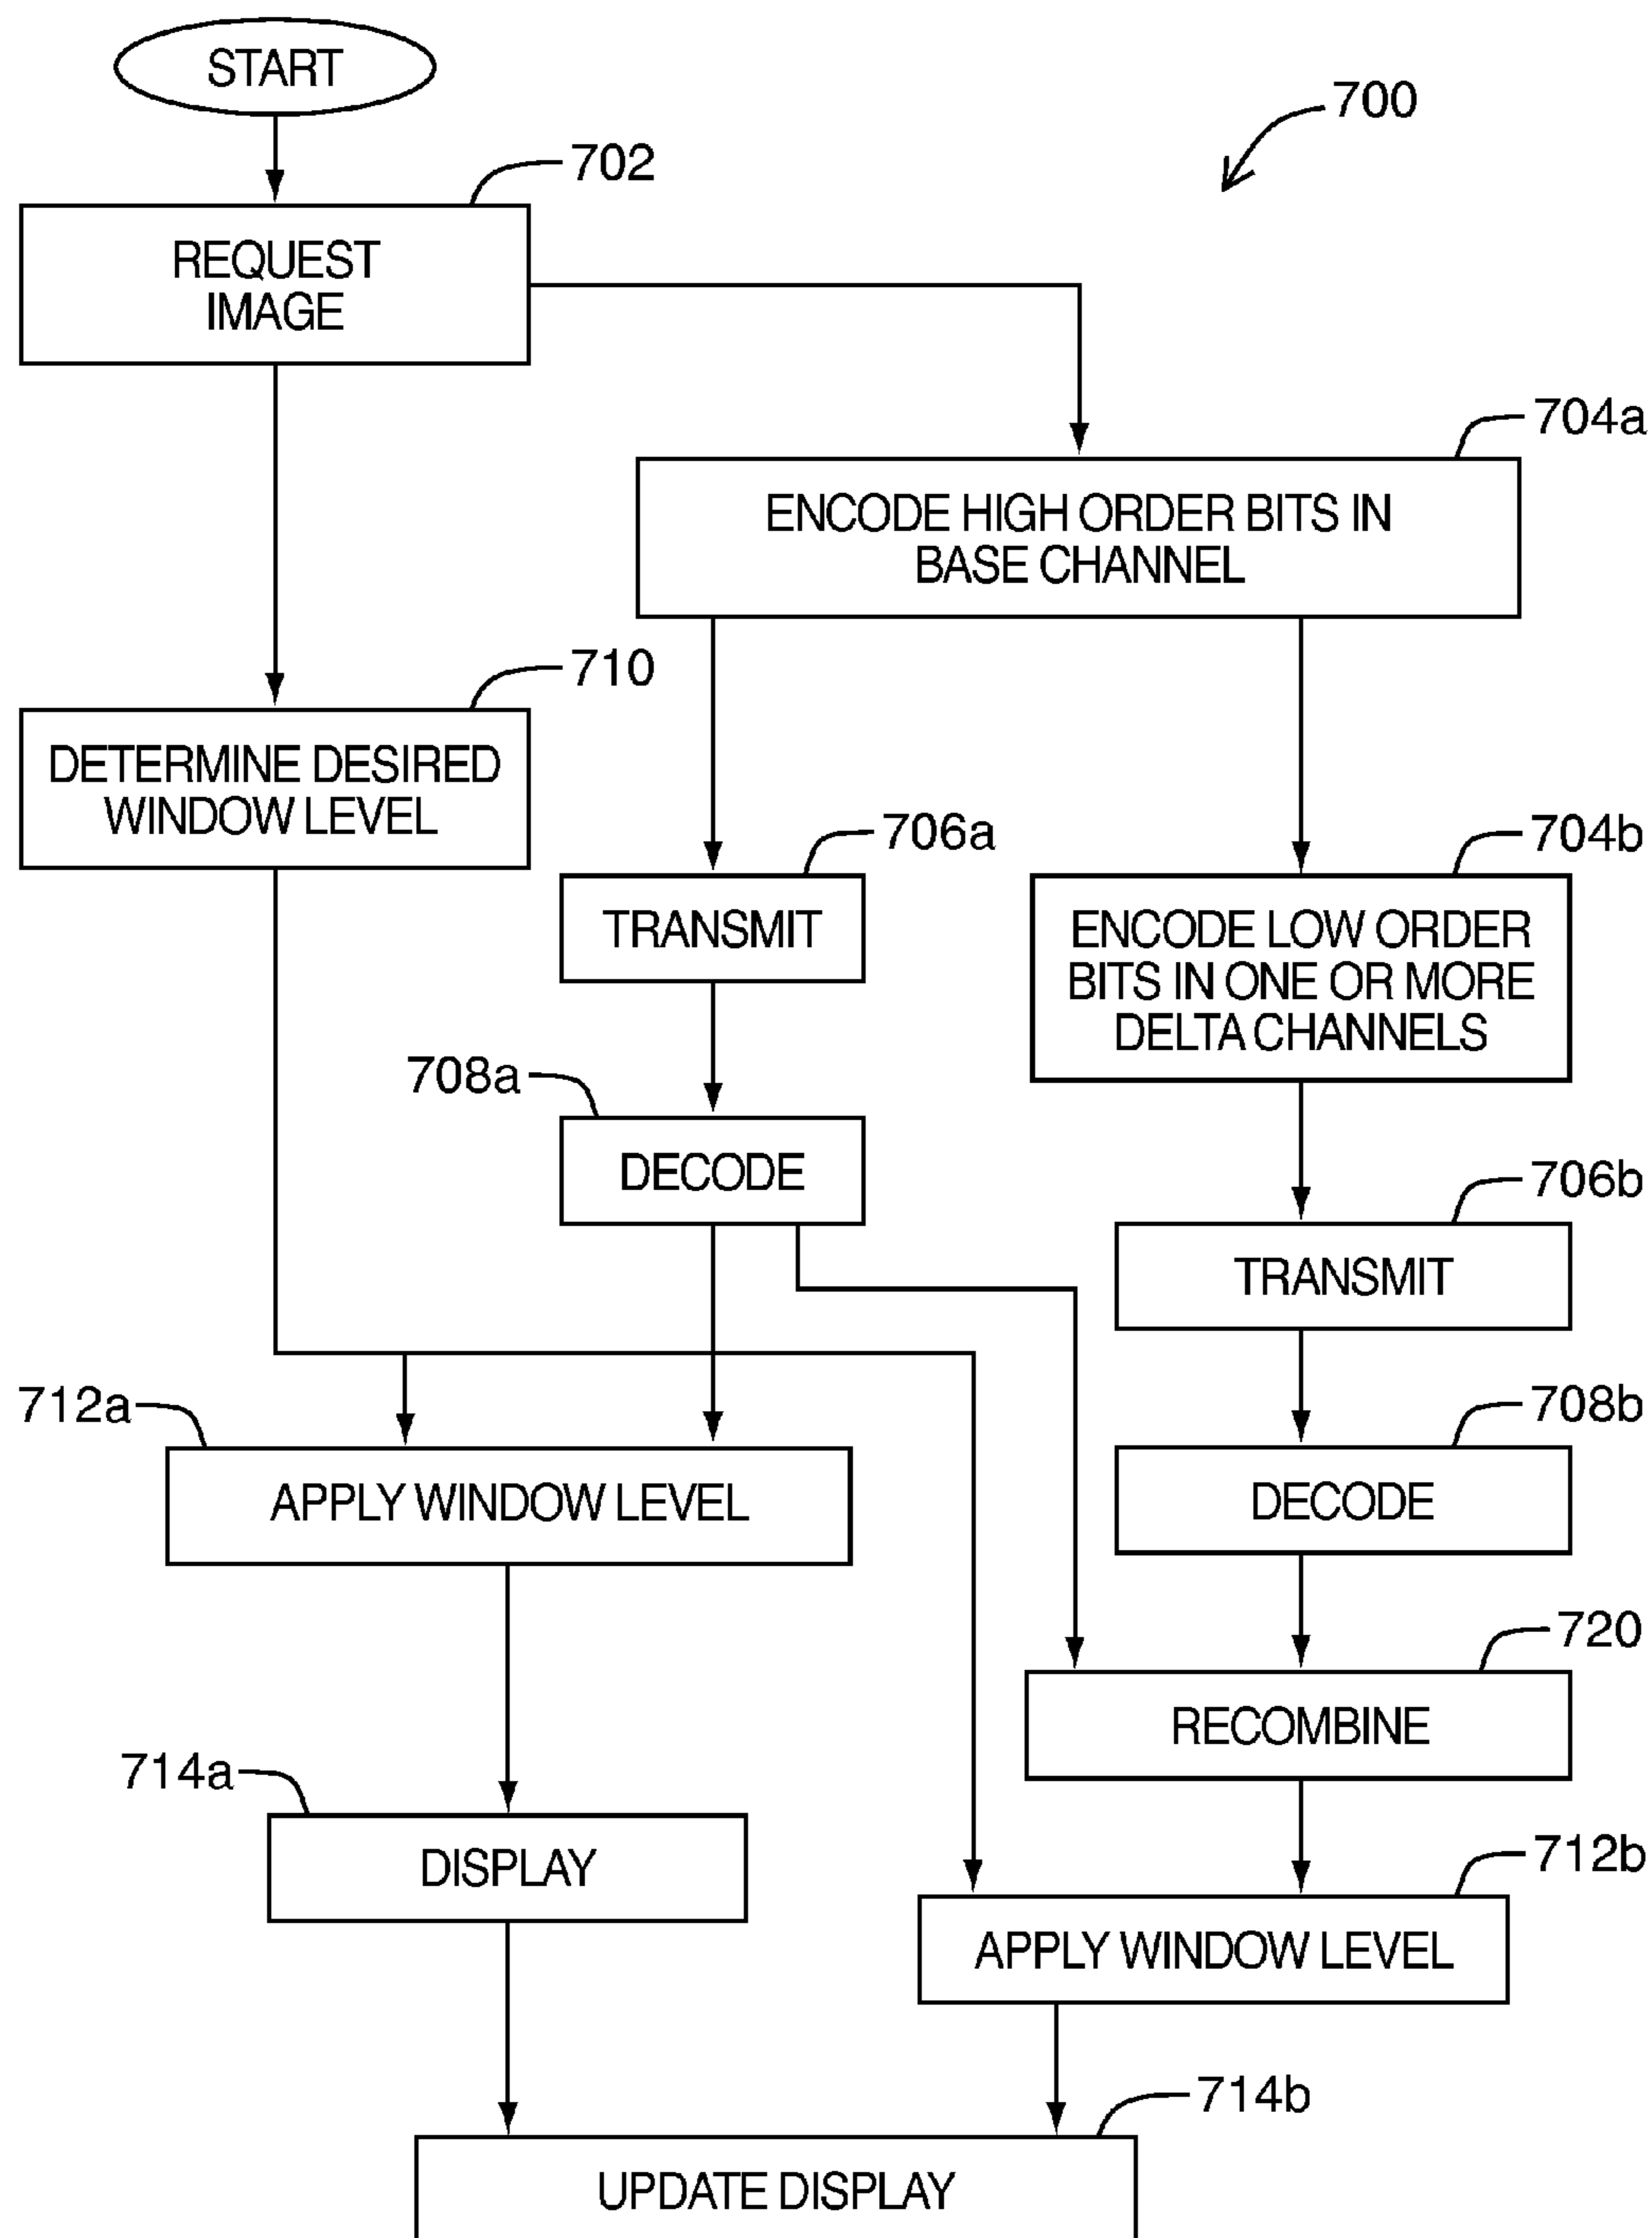 START
700
702
REQUEST
IMAGE
704a
ENCODE HIGH ORDER BITS IN
BASE CHANNEL
710
DETERMINE DESIRED
WINDOW LEVEL
706a
TRANSMIT
704b
ENCODE LOW ORDER
BITS IN ONE OR MORE
DELTA CHANNELS
708a
DECODE
706b
TRANSMIT
712a
APPLY WINDOW LEVEL
708b
DECODE
720
RECOMBINE
714a
DISPLAY
712b
APPLY WINDOW LEVEL
714b
UPDATE DISPLAY